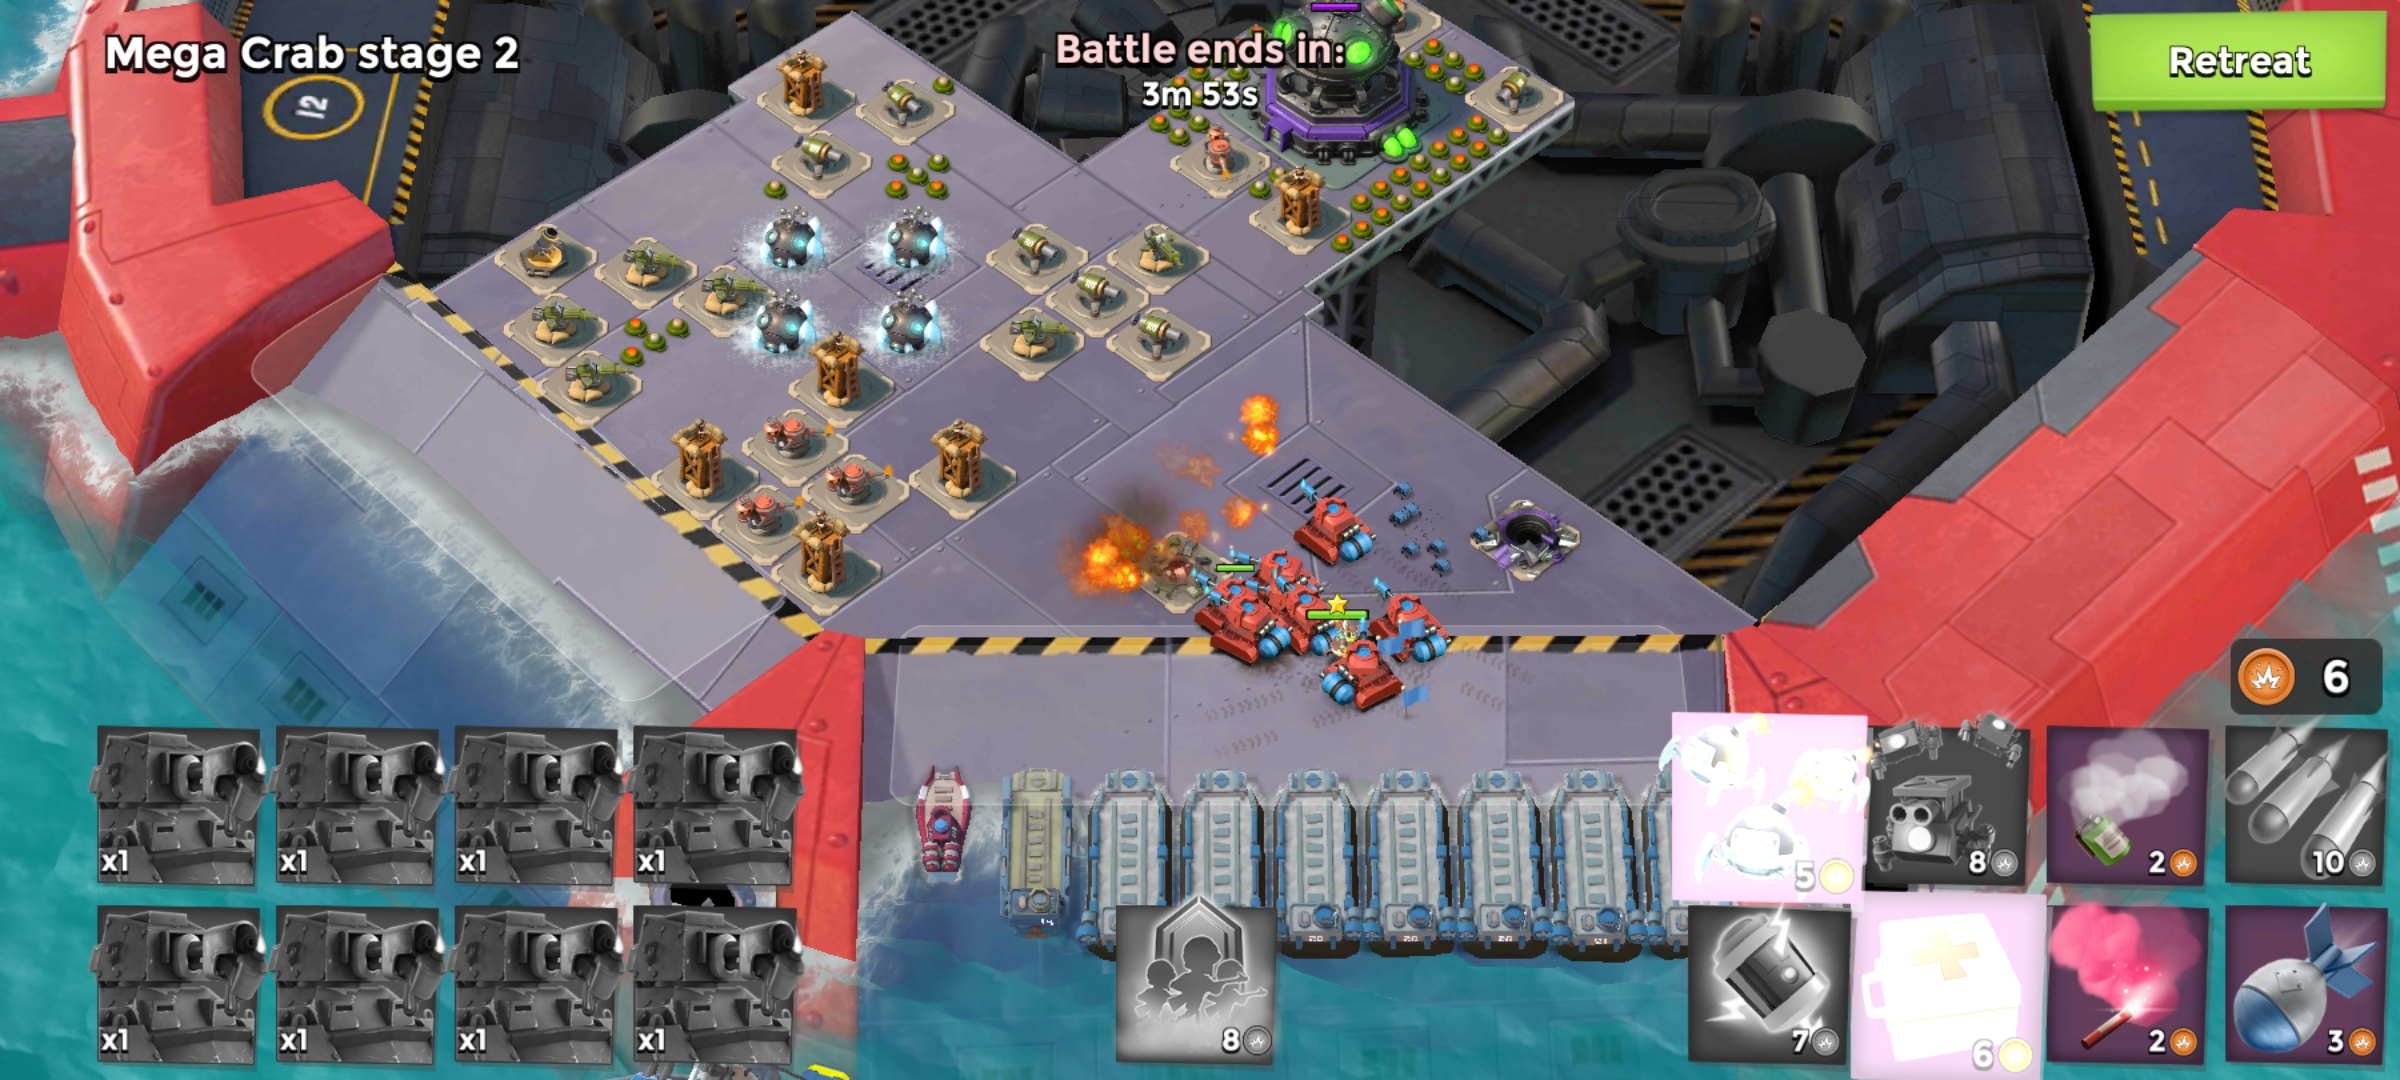 Mega Crab stage 2
Battle ends in:
3m 53s
Retreat
12
6
x1
x1
x1
x1
5
8
2
10
x1
x1
x1
x1
8
7
6
2
3